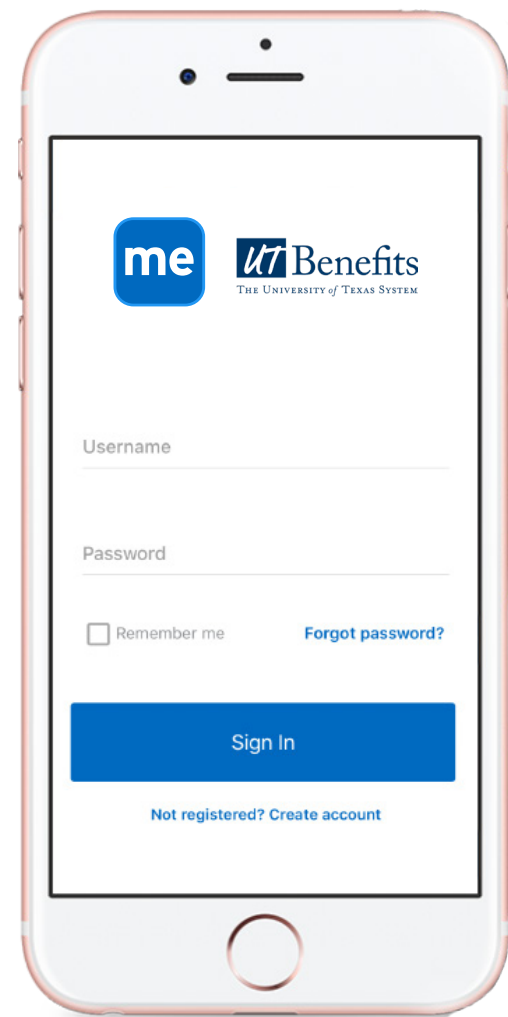 me
UT Benefits
THE UNIVERSITY of TEXAS SYSTEM
Username
Password
Remember me
Forgot password?
Sign In
Not registered? Create account